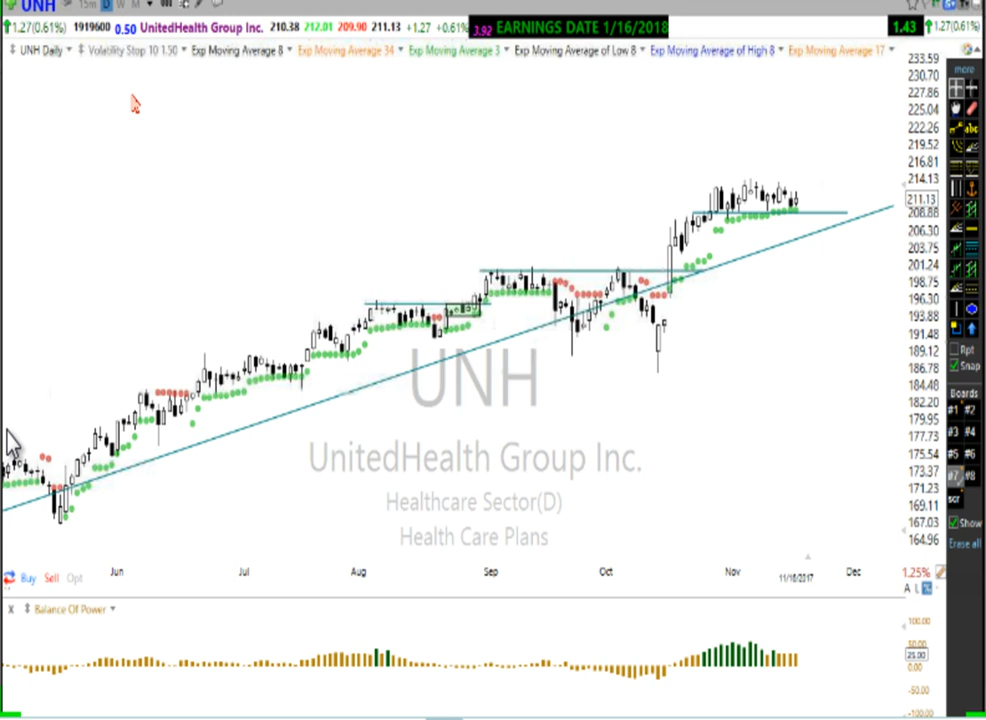 UNH 15m D W M
1.27(0.61%) 1919600 0.50 UnitedHealth Group Inc. 210.38 212.01 209.90 211.13 +1.27 +0.61% 3.92 EARNINGS DATE 1/16/2018 1.43 1.27(0.61%)
UNH Daily Volatility Stop 10 1.50 Exp Moving Average 8 Exp Moving Average 34 Exp Moving Average 3 Exp Moving Average of Low 8 Exp Moving Average of High 8 Exp Moving Average 17
233.59
230.70
227.86
225.04
222.26
219.52
216.81
214.13
211.13
208.88
206.30
203.75
201.24
198.75
196.30
193.88
191.48
189.12
186.78
184.48
182.20
179.95
177.73
175.54
173.37
171.23
169.11
167.03
164.96
more
abc
Rpt
Snap
Boards
#1 #2
#3 #4
#5 #6
#7 #8
scr
Show
Erase all
UNH
UnitedHealth Group Inc.
Healthcare Sector(D)
Health Care Plans
Buy Sell Opt
Jun Jul Aug Sep Oct Nov Dec
1.25%
A L %
X Balance Of Power
100.00
50.00
25.00
0.00
-50.00
-100.00